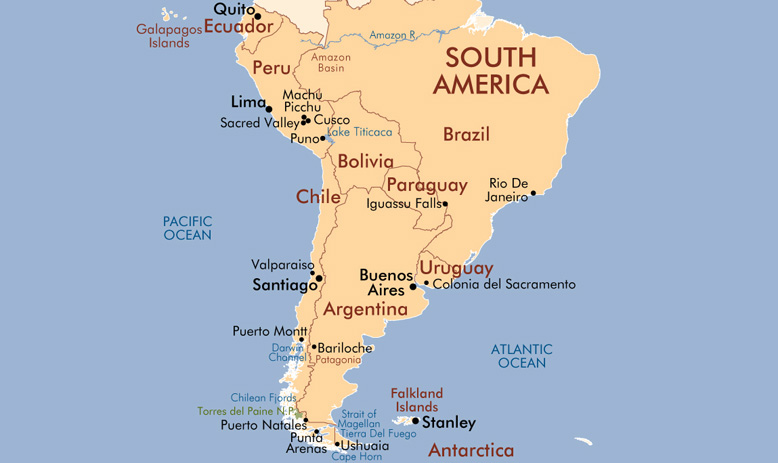 Quito
Galapagos
Islands
Ecuador
Amazon R.
Peru
Amazon
Basin
SOUTH
AMERICA
Lima
Machu
Picchu
Sacred Valley
Cusco
Puno
Lake Titicaca
Brazil
Bolivia
Paraguay
Rio De
Janeiro
Chile
Iguassu Falls
PACIFIC
OCEAN
Valparaiso
Santiago
Buenos
Aires
Uruguay
Colonia del Sacramento
Argentina
Puerto Montt
Darwin
Channel
Bariloche
Patagonia
ATLANTIC
OCEAN
Chilean Fjords
Torres del Paine N.P.
Puerto Natales
Punta
Arenas
Strait of
Magellan
Tierra Del Fuego
Ushuaia
Cape Horn
Falkland
Islands
Stanley
Antarctica